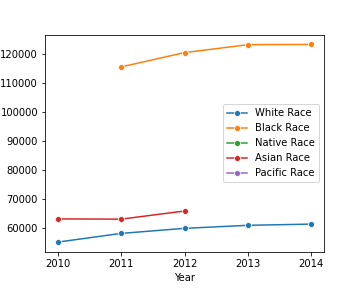 120000
110000
100000
90000
80000
70000
60000
White Race
Black Race
Native Race
Asian Race
Pacific Race
2010 2011 2012 2013 2014
Year